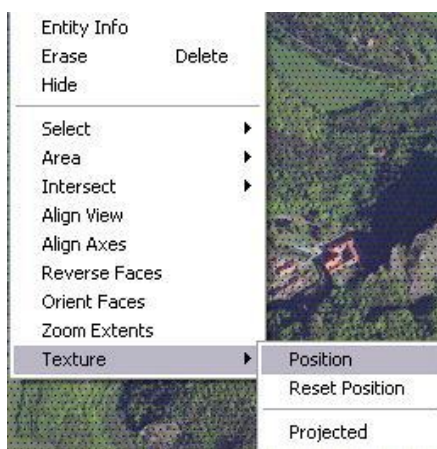 Entity Info
Erase Delete
Hide
Select
Area
Intersect
Align View
Align Axes
Reverse Faces
Orient Faces
Zoom Extents
Texture
Position
Reset Position
Projected